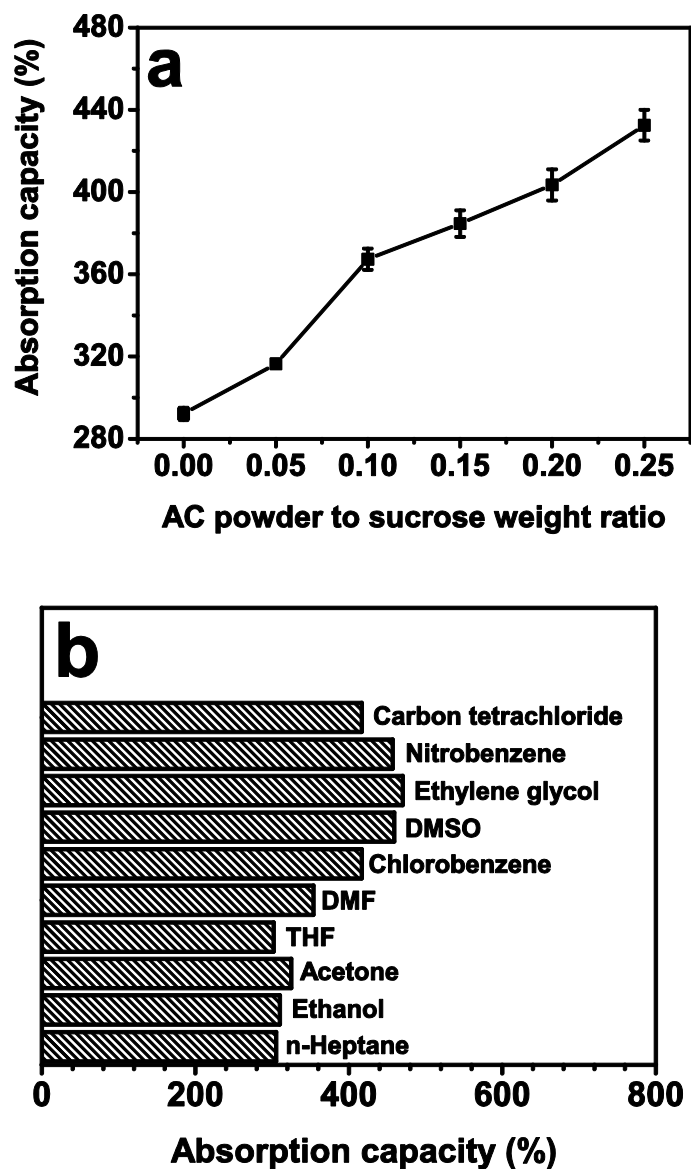 a
Absorption capacity (%)
480
440
400
360
320
280
0.00 0.05 0.10 0.15 0.20 0.25
AC powder to sucrose weight ratio
b
Carbon tetrachloride
Nitrobenzene
Ethylene glycol
DMSO
Chlorobenzene
DMF
THF
Acetone
Ethanol
n-Heptane
0 200 400 600 800
Absorption capacity (%)